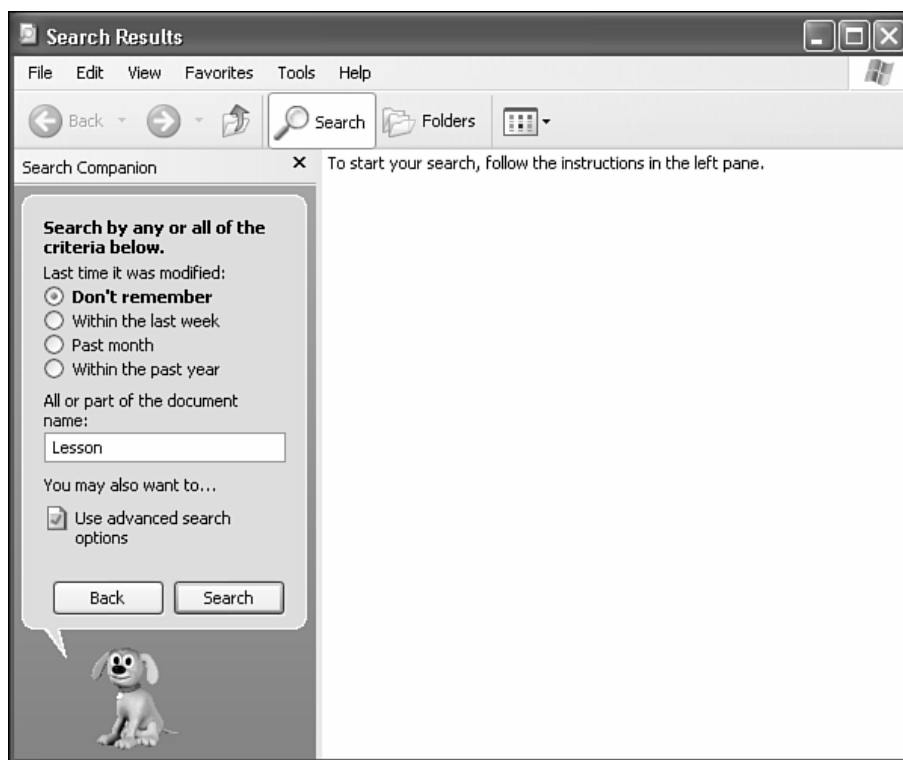 Search Results
File Edit View Favorites Tools Help
Back Search Folders
Search Companion
To start your search, follow the instructions in the left pane.
Search by any or all of the
criteria below.
Last time it was modified:
Don't remember
Within the last week
Past month
Within the past year
All or part of the document
name:
Lesson
You may also want to...
Use advanced search
options
Back Search